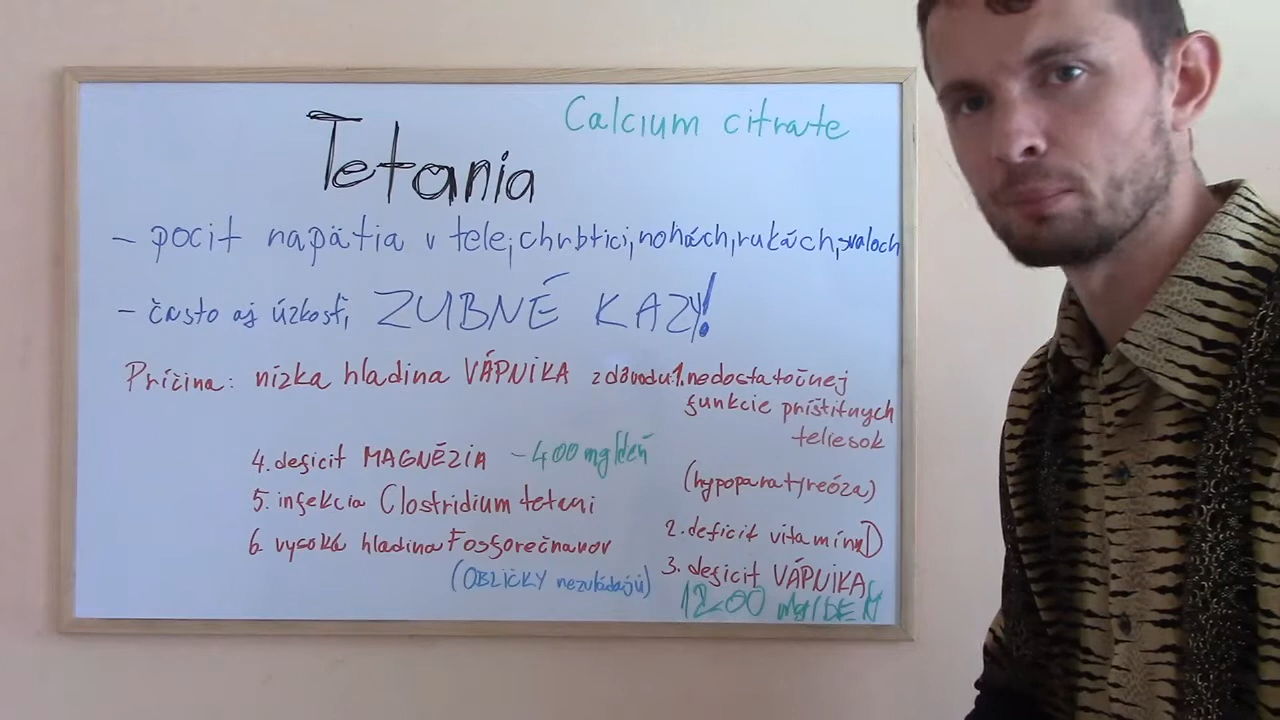 Calcium citrate
Tetania
- pocit napätia v tele, chrbtici, nohách, rukách, svaloch
- často aj úzkosti, ZUBNÉ KAZY!
Príčina: nízka hladina VÁPNIKA z dôvodu: 1. nedostatočnej
funkcie príštitnych
teliesok
(hypoparatyreóza)
2. deficit vitamínu D
3. deficit VÁPNIKA
1200 mg/DEŇ
4. deficit MAGNÉZIA - 400 mg/deň
5. infekcia Clostridium tetani
6. vysoká hladina Fosforečnanov
(OBLIČKY nezvládajú)